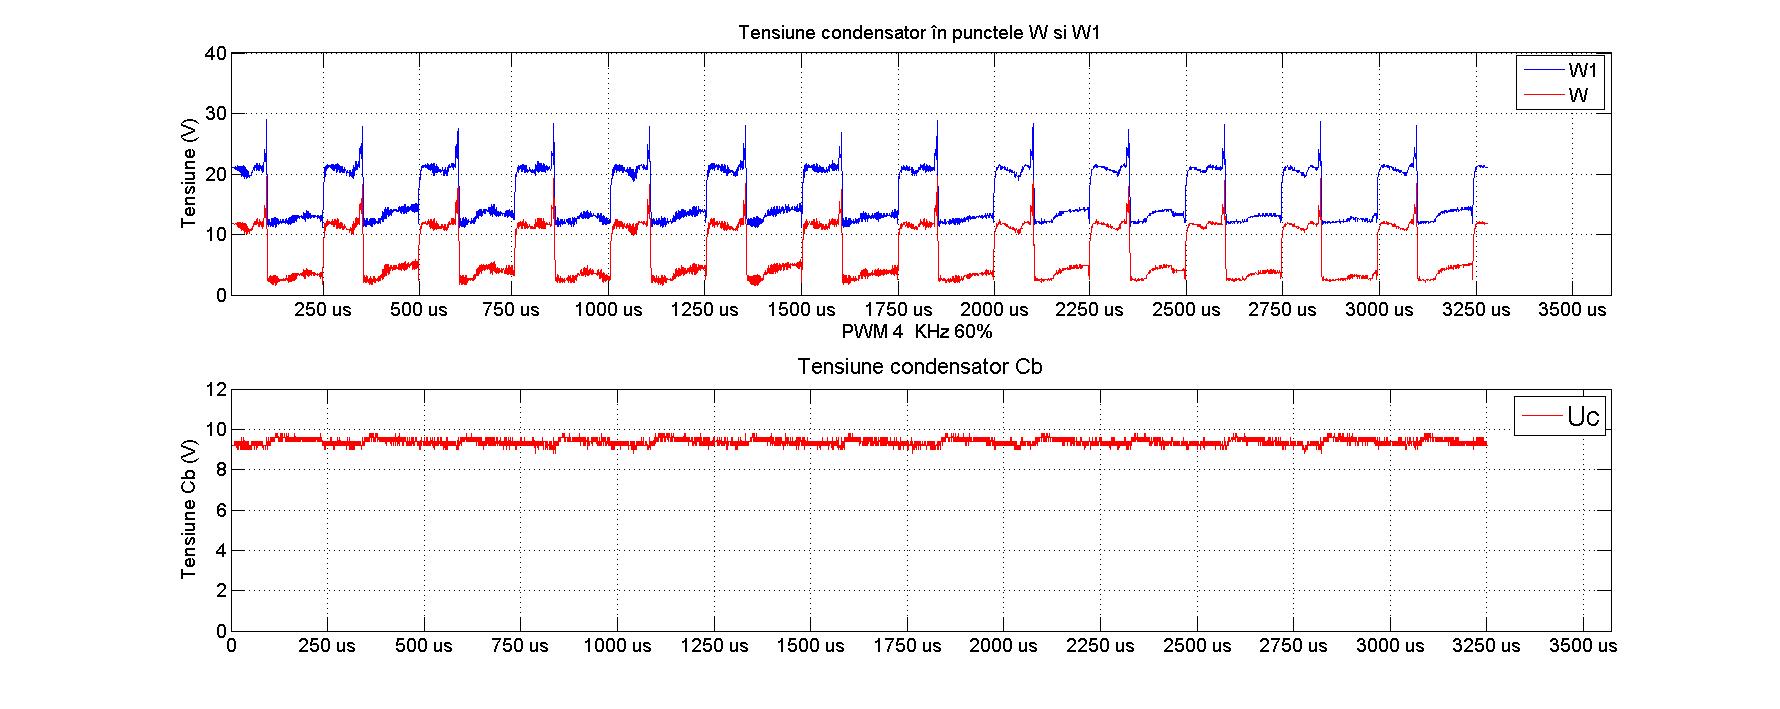 Tensiune condensator în punctele W si W1
40
30
20
10
0
Tensiune (V)
W1
W
250 us 500 us 750 us 1000 us 1250 us 1500 us 1750 us 2000 us 2250 us 2500 us 2750 us 3000 us 3250 us 3500 us
PWM 4 KHz 60%
Tensiune condensator Cb
12
10
8
6
4
2
0
Tensiune Cb (V)
Uc
0 250 us 500 us 750 us 1000 us 1250 us 1500 us 1750 us 2000 us 2250 us 2500 us 2750 us 3000 us 3250 us 3500 us